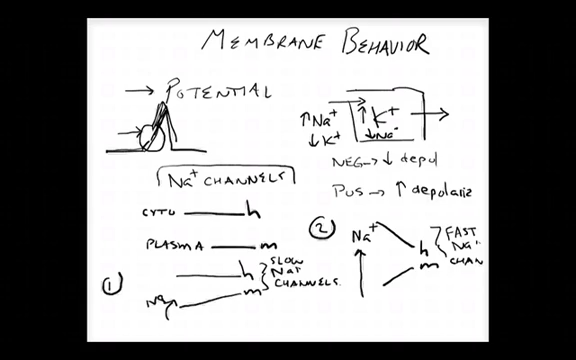 MEMBRANE BEHAVIOR
→ POTENTIAL
↑Na⁺ ↑K⁺
↓K⁺ ↓Na⁺
NEG → ↓ depol
POS → ↑ depolariz
Na⁺ CHANNELS
CYTO — h
PLASMA — m
①
h
m
SLOW
Na⁺
CHANNELS
Na
②
Na⁺
h
m
FAST
Na⁺
CHAN